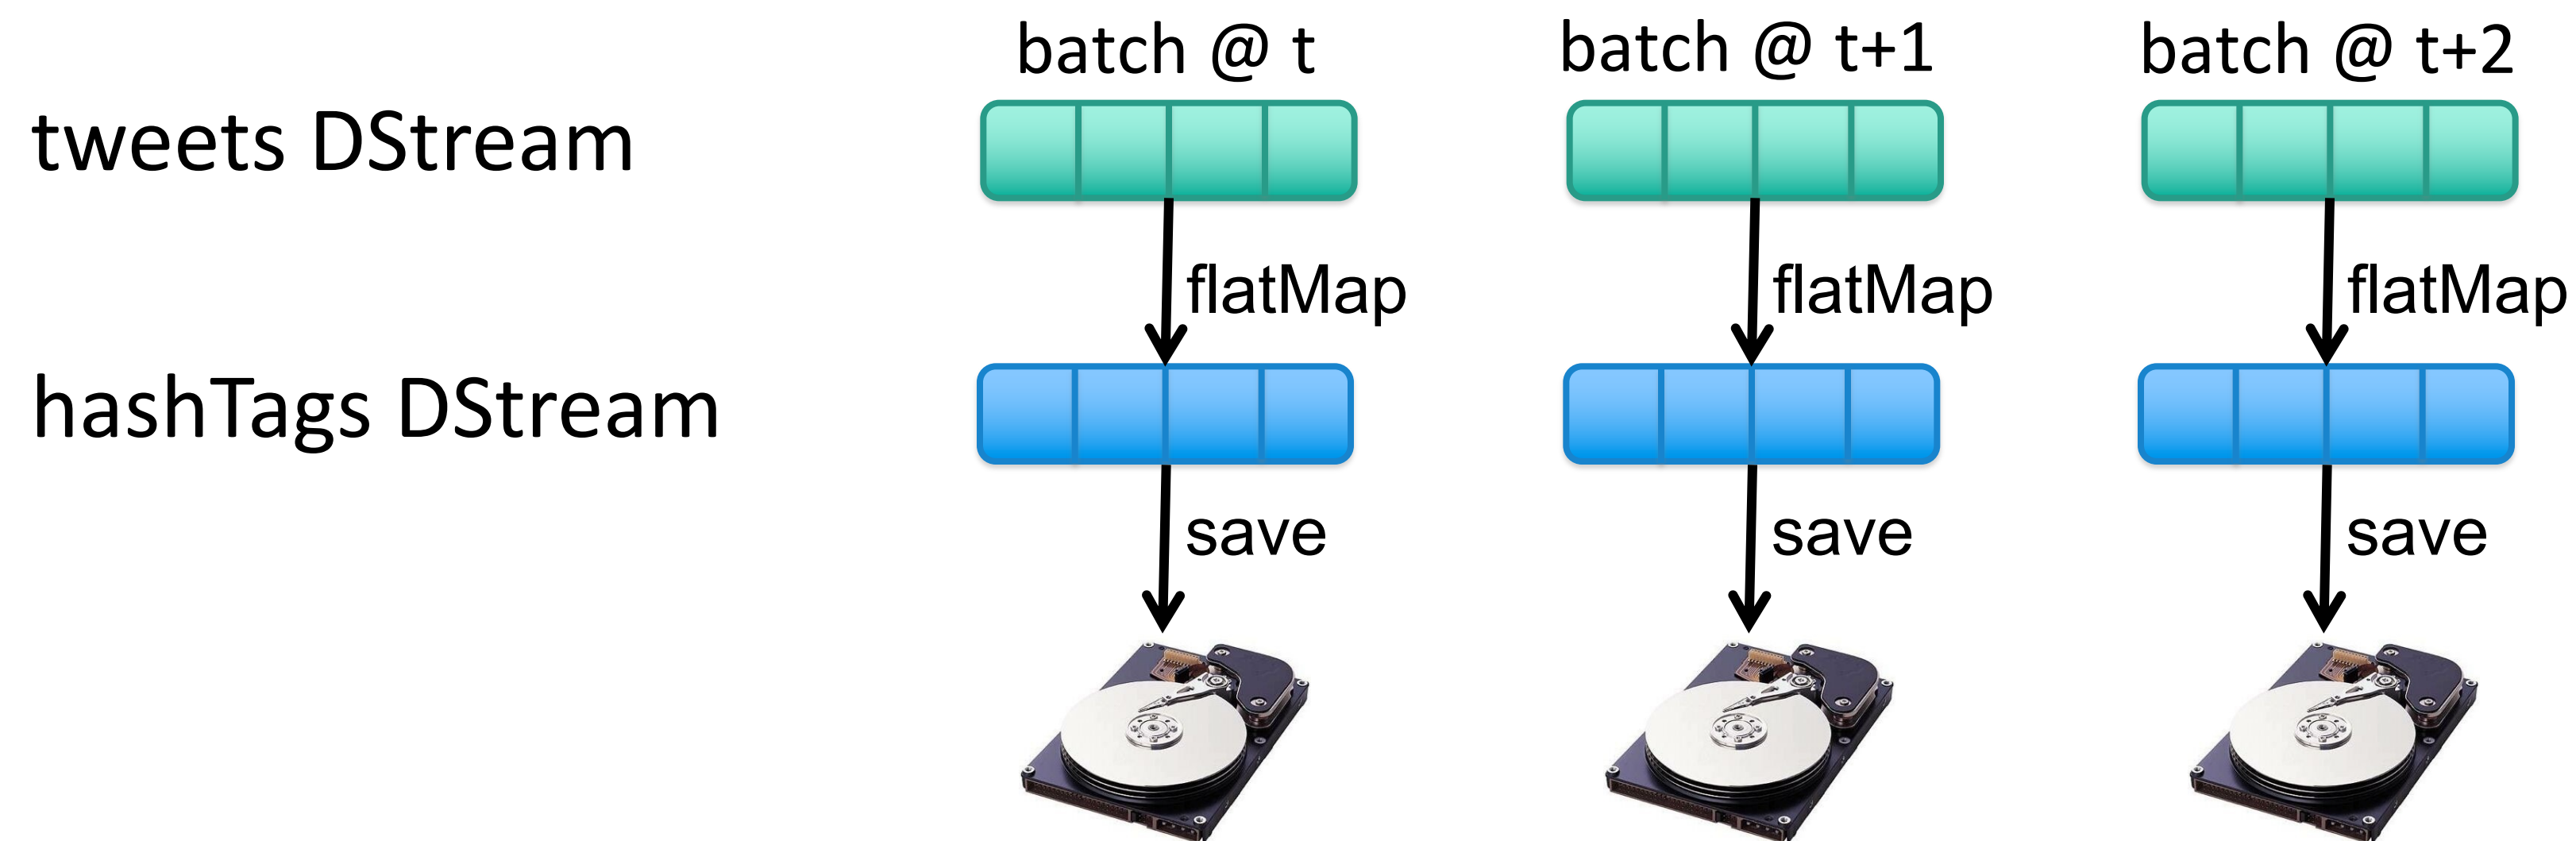 batch @ t
batch @ t+1
batch @ t+2
tweets DStream
flatMap
flatMap
flatMap
hashTags DStream
save
save
save